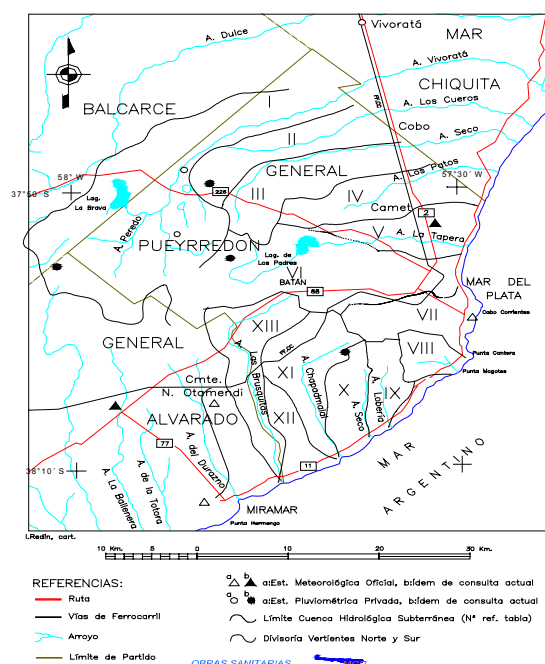 Vivoratá
MAR
CHIQUITA
A. Dulce
A. Vivoratá
A. Los Cueros
BALCARCE
I
FF.CC.
Cobo
A. Seco
II
GENERAL
A. Los Patos
58° W
57°30' W
37°50' S
226
III
IV
Lag.
La Brava
Camet
2
A. Peredo
V
A. La Tapera
PUEYRREDON
Lag. de
Los Padres
VI
BATAN
88
MAR DEL
PLATA
Cabo Corrientes
VII
XIII
GENERAL
FF.CC.
VIII
Punta Cantera
Punta Mogotes
A. Las Brusquitas
XI
A. Chapadmalal
X
A. Seco
A. Lobería
IX
Cmte.
N. Otamendi
XII
ALVARADO
77
A. del Durazno
11
MAR
ARGENTINO
38°10' S
A. La Ballenera
A. de la Totora
MIRAMAR
Punta Hermengo
I.Redin, cart.
10 Km. 5 0 10 20 30 Km.
REFERENCIAS:
Ruta
Vías de Ferrocarril
Arroyo
Límite de Partido
a b a:Est. Meteorológica Oficial, b:ídem de consulta actual
a b a:Est. Pluviométrica Privada, b:ídem de consulta actual
Límite Cuenca Hidrológica Subterránea (N° ref. tabla)
Divisoría Vertientes Norte y Sur
OBRAS SANITARIAS